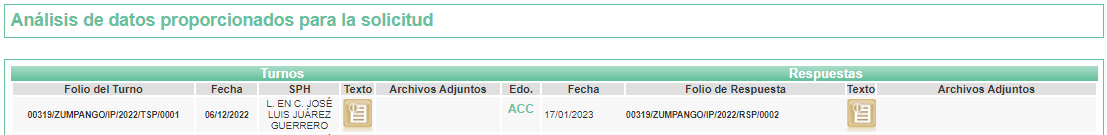 Análisis de datos proporcionados para la solicitud
Turnos Respuestas
Folio del Turno Fecha SPH Texto Archivos Adjuntos Edo. Fecha Folio de Respuesta Texto Archivos Adjuntos
00319/ZUMPANGO/IP/2022/TSP/0001 06/12/2022 L. EN C. JOSÉ ACC 17/01/2023 00319/ZUMPANGO/IP/2022/RSP/0002
LUIS JUÁREZ
GUERRERO